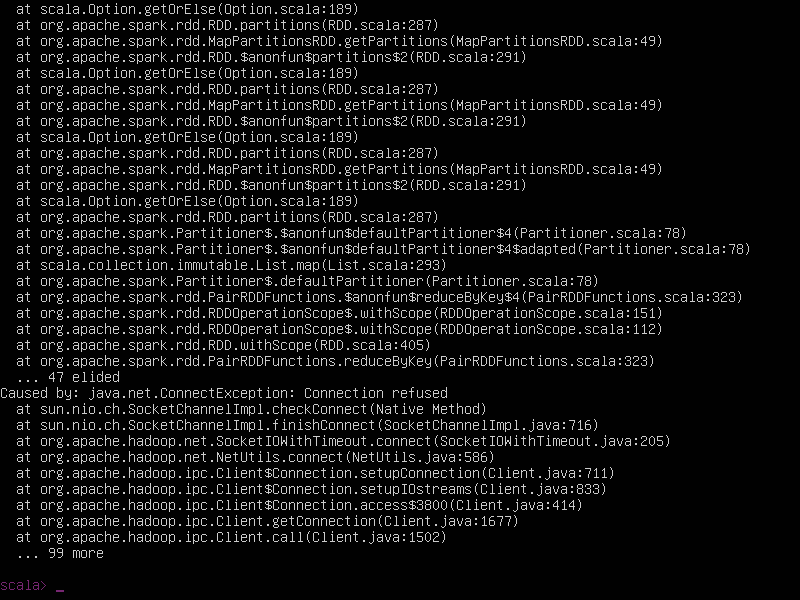 at scala.Option.getOrElse(Option.scala:189)
at org.apache.spark.rdd.RDD.partitions(RDD.scala:287)
at org.apache.spark.rdd.MapPartitionsRDD.getPartitions(MapPartitionsRDD.scala:49)
at org.apache.spark.rdd.RDD.$anonfun$partitions$2(RDD.scala:291)
at scala.Option.getOrElse(Option.scala:189)
at org.apache.spark.rdd.RDD.partitions(RDD.scala:287)
at org.apache.spark.rdd.MapPartitionsRDD.getPartitions(MapPartitionsRDD.scala:49)
at org.apache.spark.rdd.RDD.$anonfun$partitions$2(RDD.scala:291)
at scala.Option.getOrElse(Option.scala:189)
at org.apache.spark.rdd.RDD.partitions(RDD.scala:287)
at org.apache.spark.rdd.MapPartitionsRDD.getPartitions(MapPartitionsRDD.scala:49)
at org.apache.spark.rdd.RDD.$anonfun$partitions$2(RDD.scala:291)
at scala.Option.getOrElse(Option.scala:189)
at org.apache.spark.rdd.RDD.partitions(RDD.scala:287)
at org.apache.spark.Partitioner$.$anonfun$defaultPartitioner$4(Partitioner.scala:78)
at org.apache.spark.Partitioner$.$anonfun$defaultPartitioner$4$adapted(Partitioner.scala:78)
at scala.collection.immutable.List.map(List.scala:293)
at org.apache.spark.Partitioner$.defaultPartitioner(Partitioner.scala:78)
at org.apache.spark.rdd.PairRDDFunctions.$anonfun$reduceByKey$4(PairRDDFunctions.scala:323)
at org.apache.spark.rdd.RDDOperationScope$.withScope(RDDOperationScope.scala:151)
at org.apache.spark.rdd.RDDOperationScope$.withScope(RDDOperationScope.scala:112)
at org.apache.spark.rdd.RDD.withScope(RDD.scala:405)
at org.apache.spark.rdd.PairRDDFunctions.reduceByKey(PairRDDFunctions.scala:323)
... 47 elided
Caused by: java.net.ConnectException: Connection refused
at sun.nio.ch.SocketChannelImpl.checkConnect(Native Method)
at sun.nio.ch.SocketChannelImpl.finishConnect(SocketChannelImpl.java:716)
at org.apache.hadoop.net.SocketIOWithTimeout.connect(SocketIOWithTimeout.java:205)
at org.apache.hadoop.net.NetUtils.connect(NetUtils.java:586)
at org.apache.hadoop.ipc.Client$Connection.setupConnection(Client.java:711)
at org.apache.hadoop.ipc.Client$Connection.setupIOstreams(Client.java:833)
at org.apache.hadoop.ipc.Client$Connection.access$3800(Client.java:414)
at org.apache.hadoop.ipc.Client.getConnection(Client.java:1677)
at org.apache.hadoop.ipc.Client.call(Client.java:1502)
... 99 more
scala> _